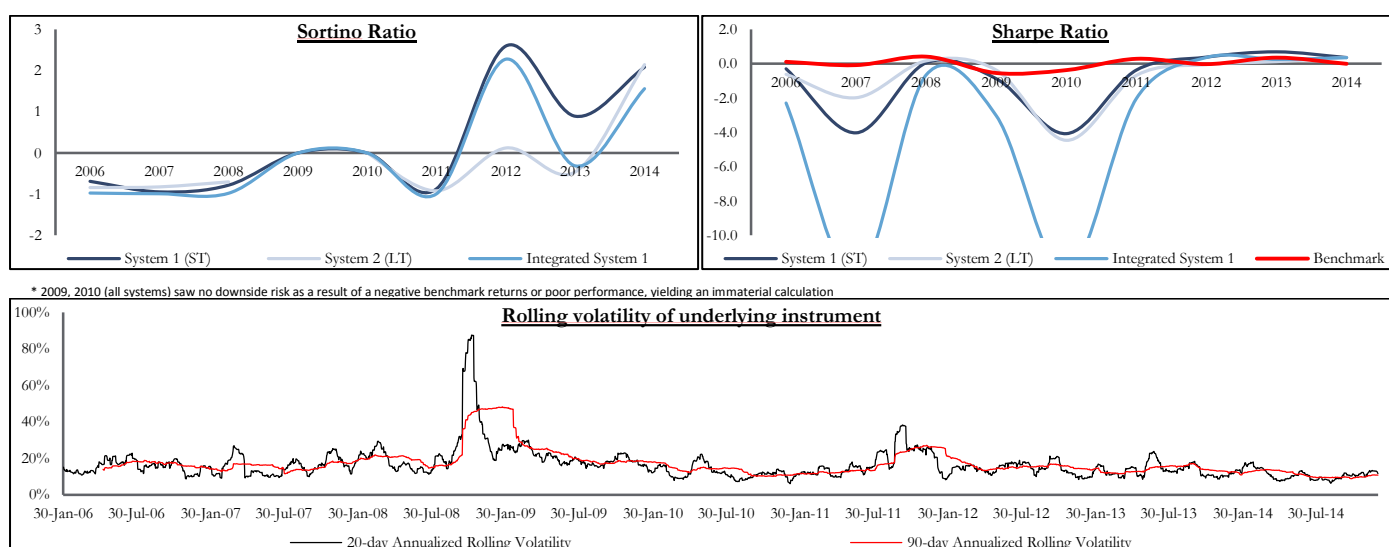 Sortino Ratio
3
2
1
0
-1
-2
2006 2007 2008 2009 2010 2011 2012 2013 2014
System 1 (ST) System 2 (LT) Integrated System 1
Sharpe Ratio
2.0
0.0
-2.0
-4.0
-6.0
-8.0
-10.0
2006 2007 2008 2009 2010 2011 2012 2013 2014
System 1 (ST) System 2 (LT) Integrated System 1 Benchmark
* 2009, 2010 (all systems) saw no downside risk as a result of a negative benchmark returns or poor performance, yielding an immaterial calculation
Rolling volatility of underlying instrument
100%
80%
60%
40%
20%
0%
30-Jan-06 30-Jul-06 30-Jan-07 30-Jul-07 30-Jan-08 30-Jul-08 30-Jan-09 30-Jul-09 30-Jan-10 30-Jul-10 30-Jan-11 30-Jul-11 30-Jan-12 30-Jul-12 30-Jan-13 30-Jul-13 30-Jan-14 30-Jul-14
20-day Annualized Rolling Volatility 90-day Annualized Rolling Volatility